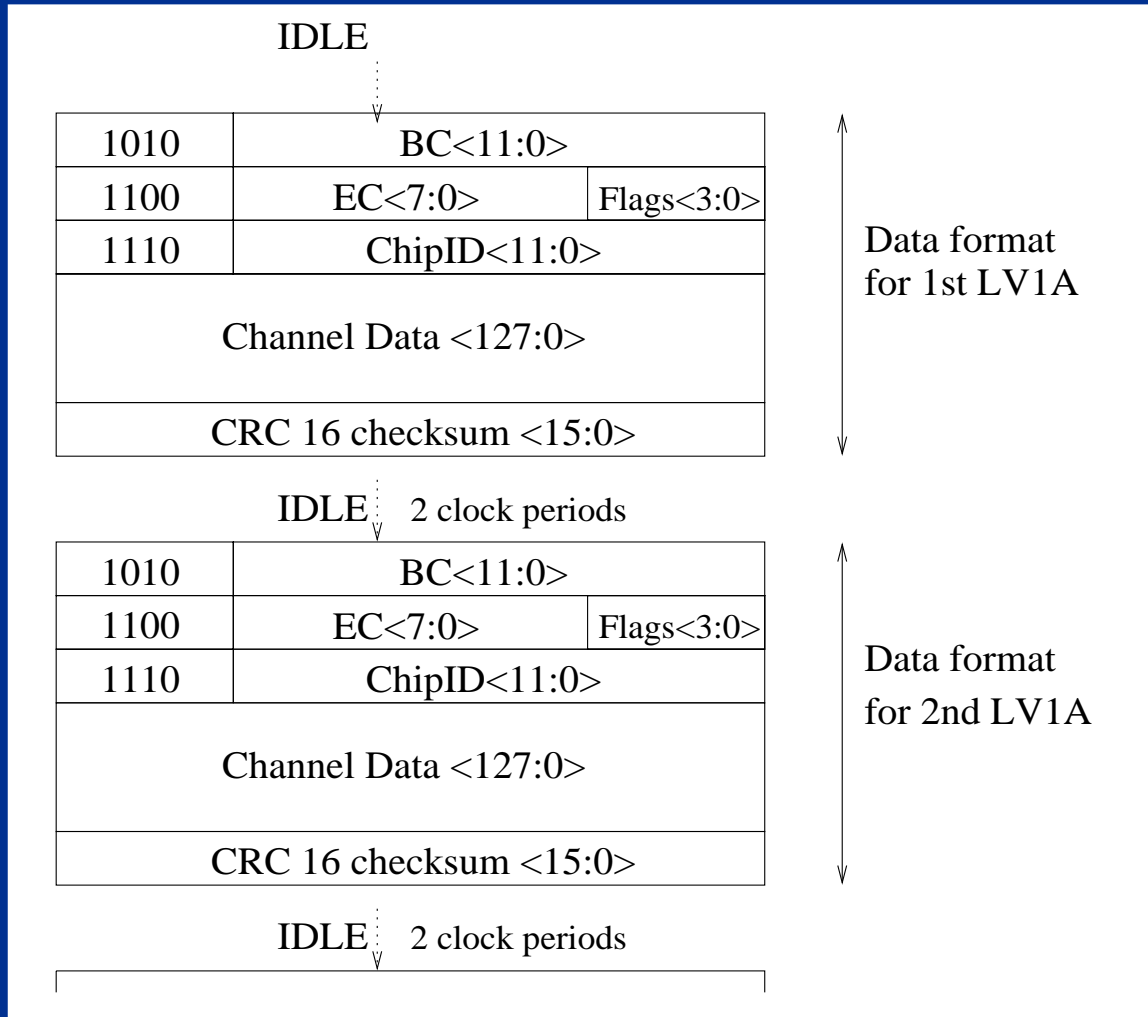 IDLE
1010 BC<11:0>
1100 EC<7:0> Flags<3:0>
1110 ChipID<11:0>
Channel Data <127:0>
CRC 16 checksum <15:0>
Data format
for 1st LV1A
IDLE 2 clock periods
1010 BC<11:0>
1100 EC<7:0> Flags<3:0>
1110 ChipID<11:0>
Channel Data <127:0>
CRC 16 checksum <15:0>
Data format
for 2nd LV1A
IDLE 2 clock periods